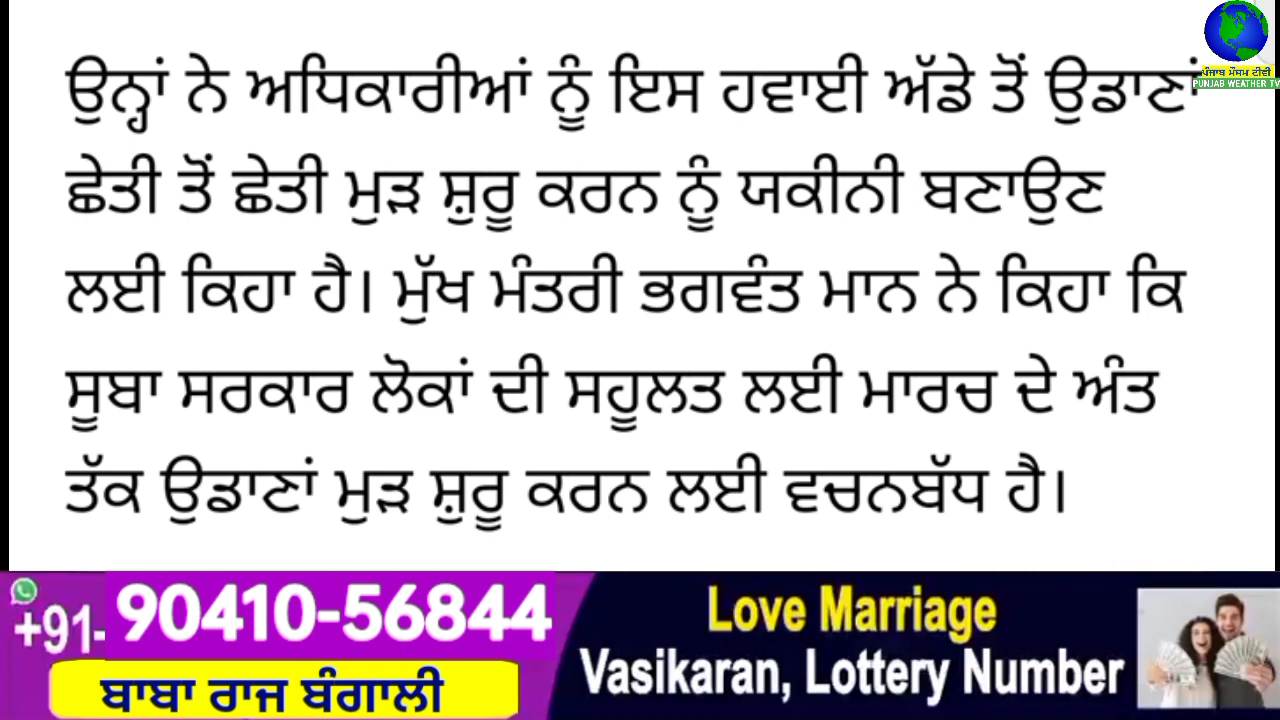 ਉਨ੍ਹਾਂ ਨੇ ਅਧਿਕਾਰੀਆਂ ਨੂੰ ਇਸ ਹਵਾਈ ਅੱਡੇ ਤੋਂ ਉਡਾਣਾਂ
ਛੇਤੀ ਤੋਂ ਛੇਤੀ ਮੁੜ ਸ਼ੁਰੂ ਕਰਨ ਨੂੰ ਯਕੀਨੀ ਬਣਾਉਣ
ਲਈ ਕਿਹਾ ਹੈ। ਮੁੱਖ ਮੰਤਰੀ ਭਗਵੰਤ ਮਾਨ ਨੇ ਕਿਹਾ ਕਿ
ਸੂਬਾ ਸਰਕਾਰ ਲੋਕਾਂ ਦੀ ਸਹੂਲਤ ਲਈ ਮਾਰਚ ਦੇ ਅੰਤ
ਤੱਕ ਉਡਾਣਾਂ ਮੁੜ ਸ਼ੁਰੂ ਕਰਨ ਲਈ ਵਚਨਬੱਧ ਹੈ।
ਪੰਜਾਬ ਮੌਸਮ ਟੀਵੀ
PUNJAB WEATHER TV
+91- 90410-56844
ਬਾਬਾ ਰਾਜ ਬੰਗਾਲੀ
Love Marriage
Vasikaran, Lottery Number